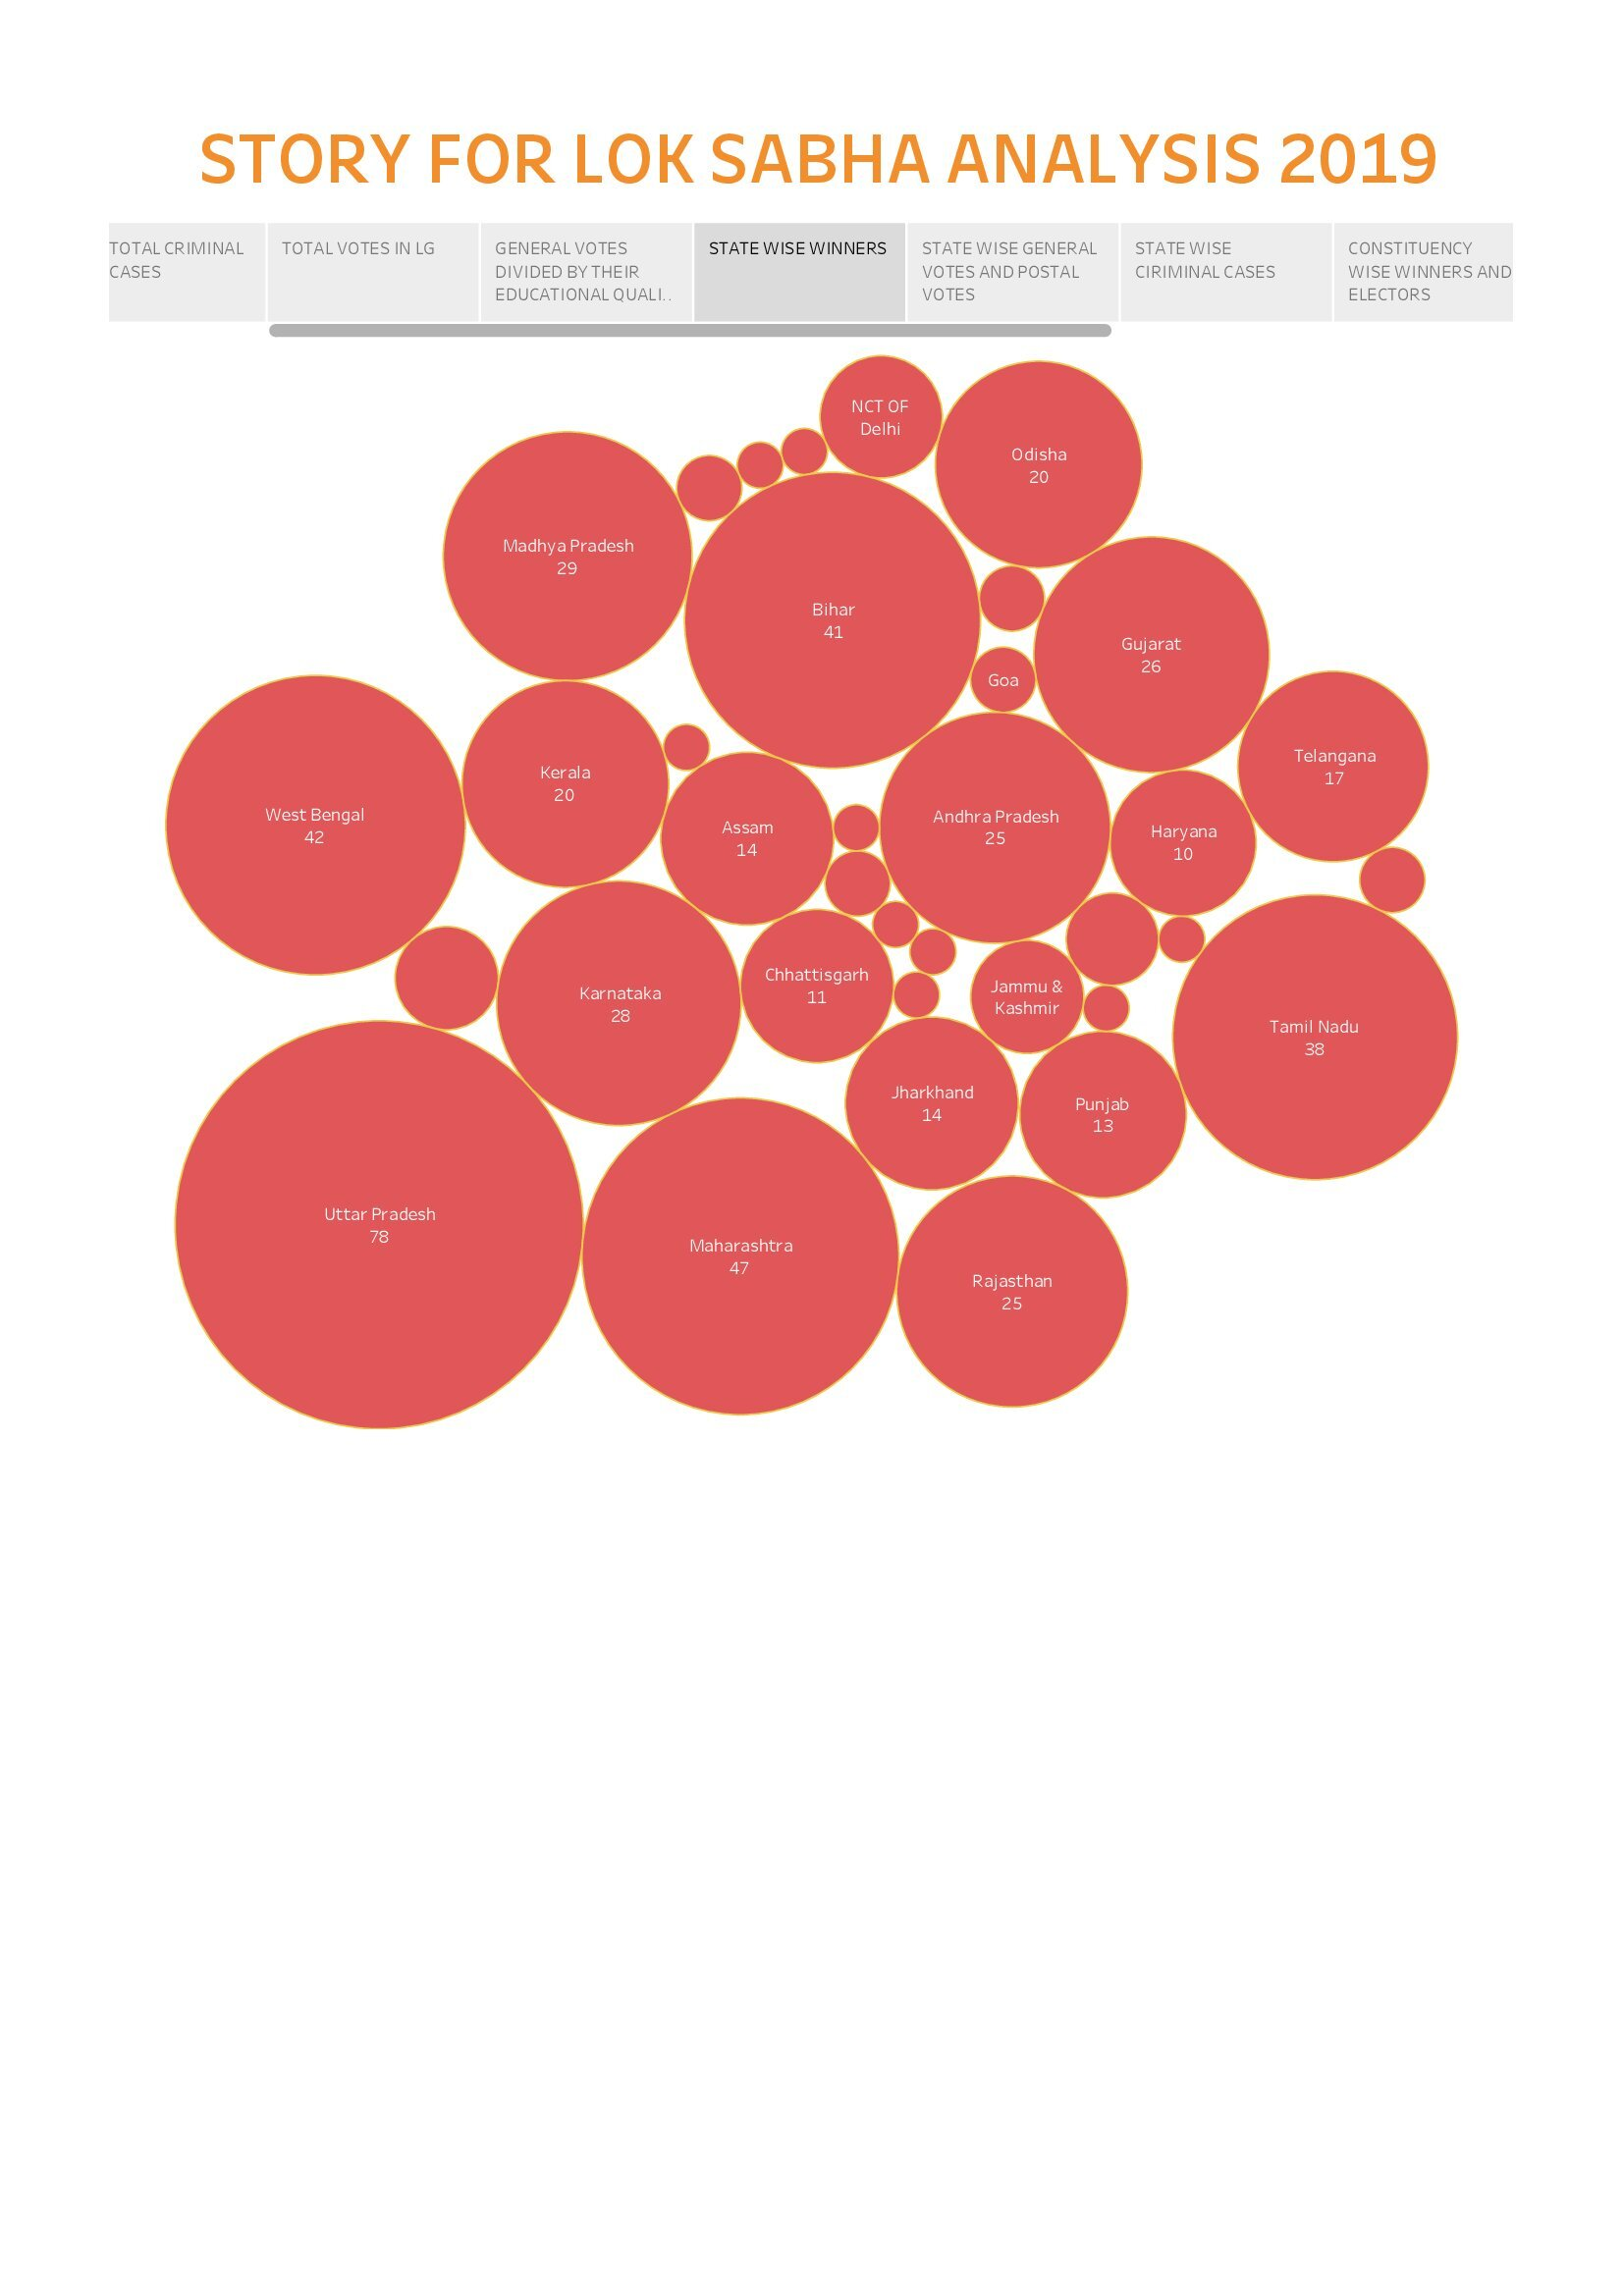 STORY FOR LOK SABHA ANALYSIS 2019
TOTAL CRIMINAL
CASES
TOTAL VOTES IN LG
GENERAL VOTES
DIVIDED BY THEIR
EDUCATIONAL QUALI..
STATE WISE WINNERS
STATE WISE GENERAL
VOTES AND POSTAL
VOTES
STATE WISE
CIRIMINAL CASES
CONSTITUENCY
WISE WINNERS AND
ELECTORS
NCT OF
Delhi
Odisha
20
Madhya Pradesh
29
Bihar
41
Gujarat
26
Goa
Telangana
17
Kerala
20
West Bengal
42
Assam
14
Andhra Pradesh
25
Haryana
10
Chhattisgarh
11
Karnataka
28
Jammu &
Kashmir
Tamil Nadu
38
Jharkhand
14
Punjab
13
Uttar Pradesh
78
Maharashtra
47
Rajasthan
25